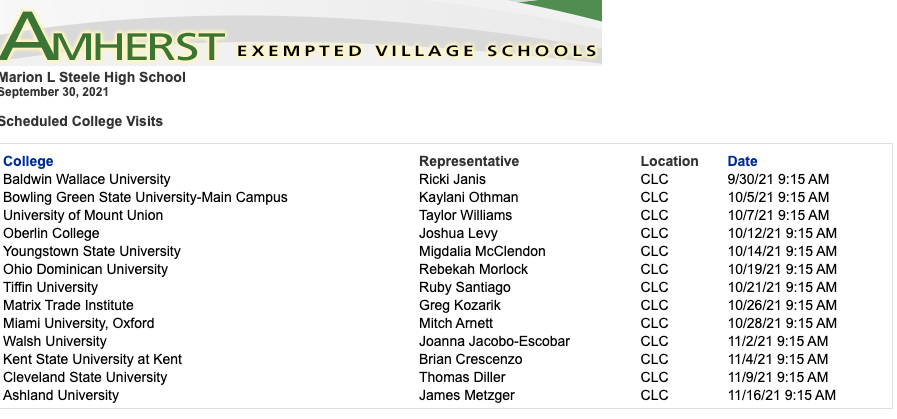 AMHERST EXEMPTED VILLAGE SCHOOLS
Marion L Steele High School
September 30, 2021
Scheduled College Visits
College Representative Location Date
Baldwin Wallace University Ricki Janis CLC 9/30/21 9:15 AM
Bowling Green State University-Main Campus Kaylani Othman CLC 10/5/21 9:15 AM
University of Mount Union Taylor Williams CLC 10/7/21 9:15 AM
Oberlin College Joshua Levy CLC 10/12/21 9:15 AM
Youngstown State University Migdalia McClendon CLC 10/14/21 9:15 AM
Ohio Dominican University Rebekah Morlock CLC 10/19/21 9:15 AM
Tiffin University Ruby Santiago CLC 10/21/21 9:15 AM
Matrix Trade Institute Greg Kozarik CLC 10/26/21 9:15 AM
Miami University, Oxford Mitch Arnett CLC 10/28/21 9:15 AM
Walsh University Joanna Jacobo-Escobar CLC 11/2/21 9:15 AM
Kent State University at Kent Brian Crescenzo CLC 11/4/21 9:15 AM
Cleveland State University Thomas Diller CLC 11/9/21 9:15 AM
Ashland University James Metzger CLC 11/16/21 9:15 AM